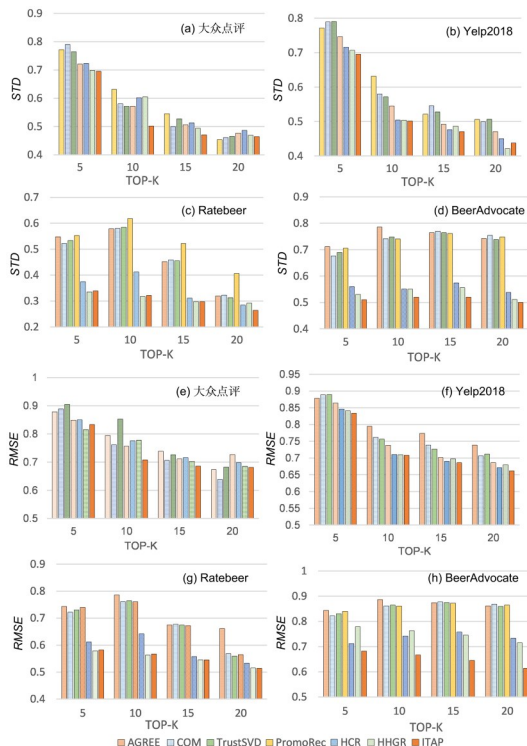 (a) 大众点评
0.8
0.7
0.6
0.5
0.4
STD
5 10 15 20
TOP-K
(b) Yelp2018
0.8
0.7
0.6
0.5
0.4
STD
5 10 15 20
TOP-K
(c) Ratebeer
0.7
0.6
0.5
0.4
0.3
0.2
STD
5 10 15 20
TOP-K
(d) BeerAdvocate
0.9
0.8
0.7
0.6
0.5
0.4
STD
5 10 15 20
TOP-K
(e) 大众点评
1
0.9
0.8
0.7
0.6
0.5
RMSE
5 10 15 20
TOP-K
(f) Yelp2018
0.95
0.9
0.85
0.8
0.75
0.7
0.65
0.6
0.55
0.5
RMSE
5 10 15 20
TOP-K
(g) Ratebeer
0.9
0.8
0.7
0.6
0.5
0.4
RMSE
5 10 15 20
TOP-K
(h) BeerAdvocate
1
0.9
0.8
0.7
0.6
0.5
RMSE
5 10 15 20
TOP-K
AGREE COM TrustSVD PromoRec HCR HHGR ITAP